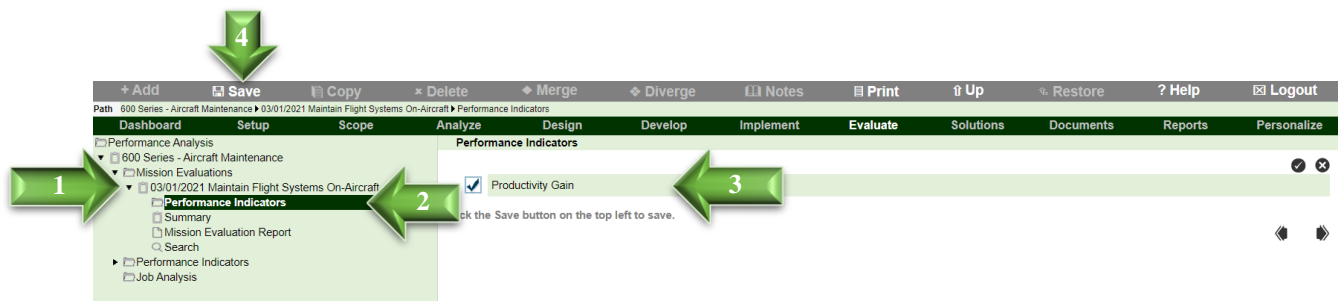 4
+ Add Save Copy × Delete Merge Diverge Notes Print Up Restore ? Help Logout
Path 600 Series - Aircraft Maintenance 03/01/2021 Maintain Flight Systems On-Aircraft Performance Indicators
Dashboard Setup Scope Analyze Design Develop Implement Evaluate Solutions Documents Reports Personalize
Performance Analysis
600 Series - Aircraft Maintenance
Mission Evaluations
1
03/01/2021 Maintain Flight Systems On-Aircraft
Performance Indicators
2
Summary
Mission Evaluation Report
Search
Performance Indicators
Job Analysis
Performance Indicators
Productivity Gain
3
the Save button on the top left to save.